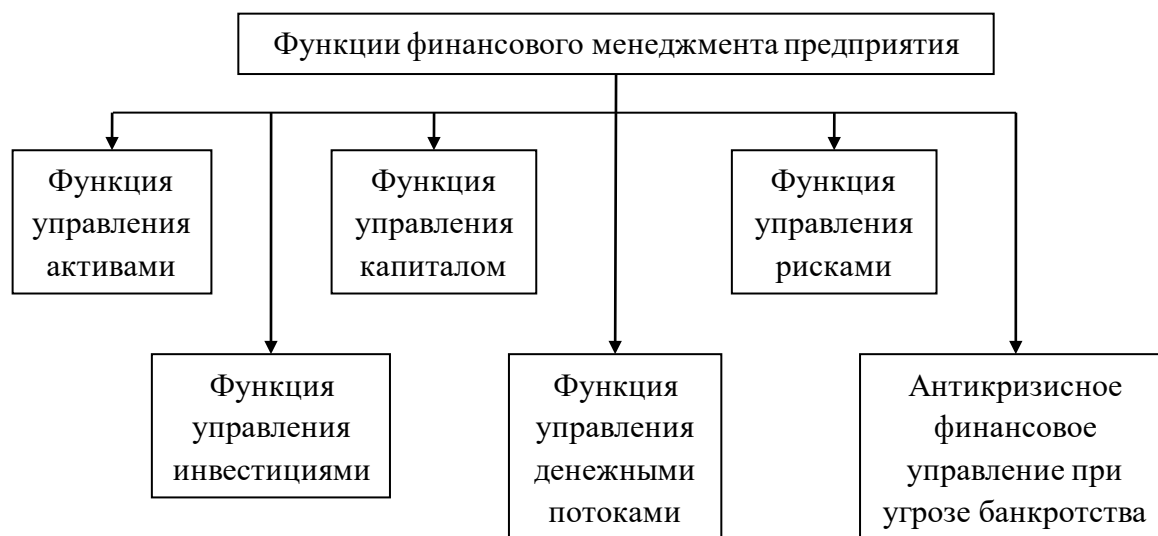 Функции финансового менеджмента предприятия
Функция
управления
активами
Функция
управления
капиталом
Функция
управления
рисками
Функция
управления
инвестициями
Функция
управления
денежными
потоками
Антикризисное
финансовое
управление при
угрозе банкротства